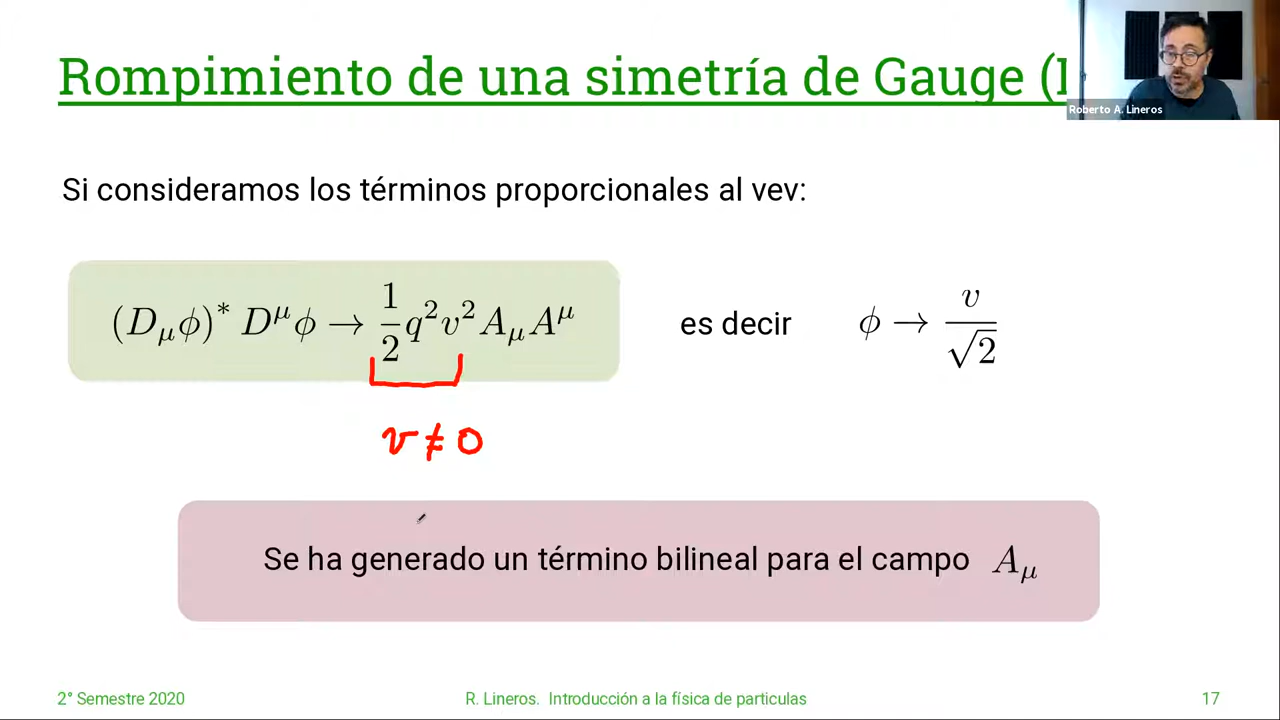 Rompimiento de una simetría de Gauge (
Roberto A. Lineros
Si consideramos los términos proporcionales al vev:
(D_μφ)* D^μφ → 1/2 q²v² A_μA^μ es decir φ → v/√2
v ≠ 0
Se ha generado un término bilineal para el campo A_μ
2° Semestre 2020 R. Lineros. Introducción a la física de particulas 17